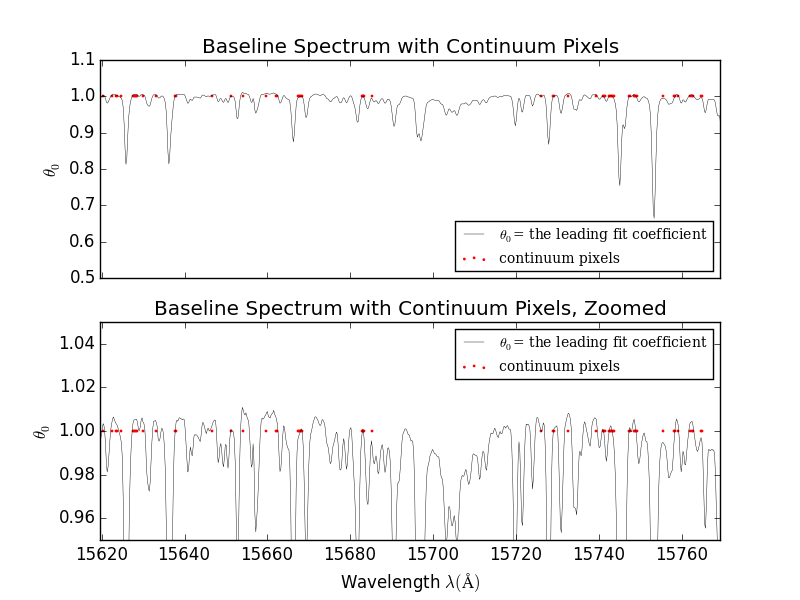 Baseline Spectrum with Continuum Pixels
1.1
1.0
0.9
0.8
0.7
0.6
0.5
θ₀
θ₀ = the leading fit coefficient
continuum pixels
Baseline Spectrum with Continuum Pixels, Zoomed
1.04
1.02
1.00
0.98
0.96
θ₀
θ₀ = the leading fit coefficient
continuum pixels
15620 15640 15660 15680 15700 15720 15740 15760
Wavelength λ(Å)